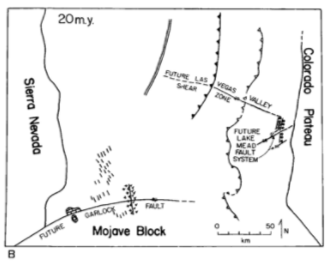 20 m.y.
Sierra Nevada
Colorado Plateau
FUTURE LAS VEGAS VALLEY
SHEAR ZONE
FUTURE
LAKE
MEAD
FAULT
SYSTEM
FUTURE GARLOCK FAULT
Mojave Block
0 50
km
N
B